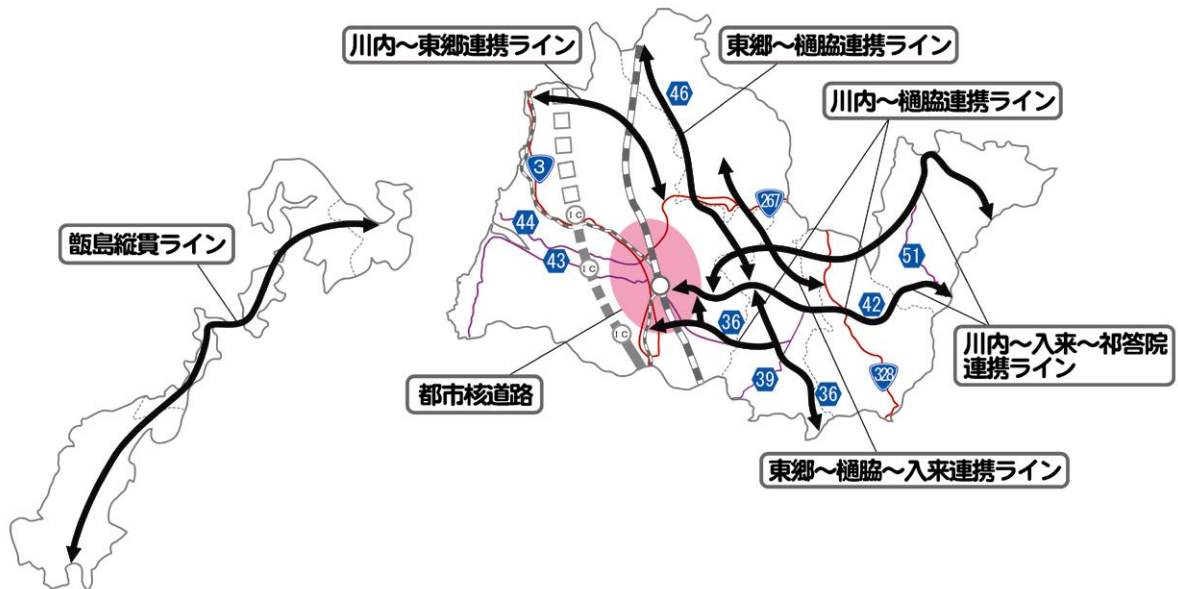 川内～東郷連携ライン
東郷～樋脇連携ライン
46
川内～樋脇連携ライン
3
267
IC
44
甑島縦貫ライン
43
IC
51
42
36
IC
川内～入来～祁答院
連携ライン
都市核道路
39
36
328
東郷～樋脇～入来連携ライン